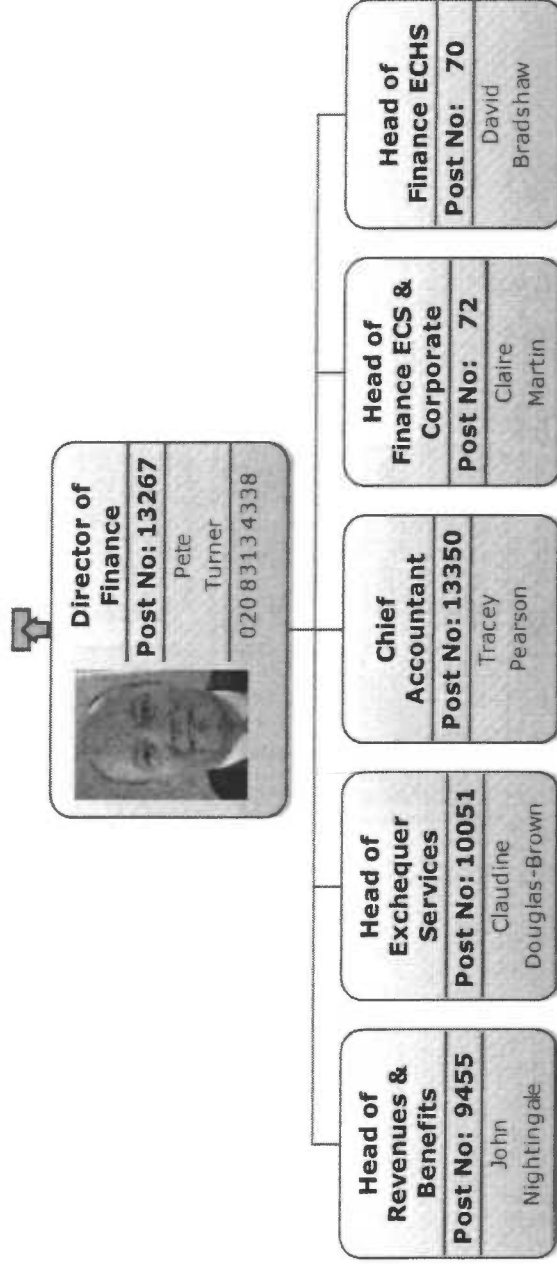 Director of
Finance
Post No: 13267
Pete
Turner
020 8313 4338
Head of
Revenues &
Benefits
Post No: 9455
John
Nightingale
Head of
Exchequer
Services
Post No: 10051
Claudine
Douglas-Brown
Chief
Accountant
Post No: 13350
Tracey
Pearson
Head of
Finance ECS &
Corporate
Post No: 72
Claire
Martin
Head of
Finance ECHS
Post No: 70
David
Bradshaw